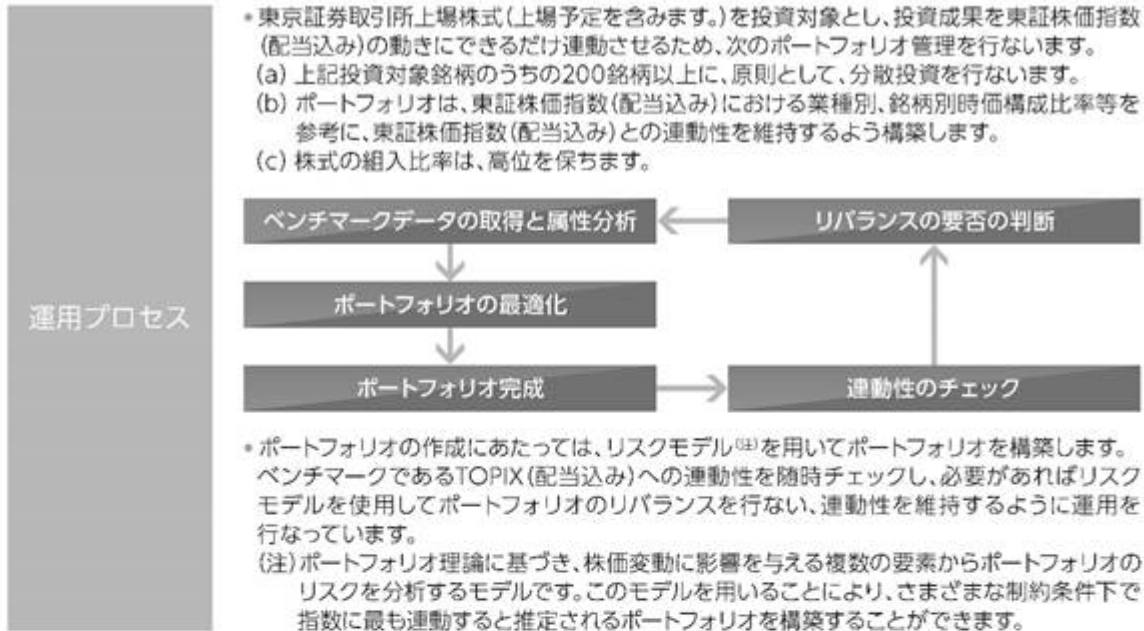 運用プロセス
•東京証券取引所上場株式(上場予定を含みます。)を投資対象とし、投資成果を東証株価指数
(配当込み)の動きにできるだけ連動させるため、次のポートフォリオ管理を行ないます。
(a) 上記投資対象銘柄のうちの200銘柄以上に、原則として、分散投資を行ないます。
(b) ポートフォリオは、東証株価指数(配当込み)における業種別、銘柄別時価構成比率等を
参考に、東証株価指数(配当込み)との連動性を維持するよう構築します。
(c) 株式の組入比率は、高位を保ちます。
ベンチマークデータの取得と属性分析
リバランスの要否の判断
ポートフォリオの最適化
ポートフォリオ完成
連動性のチェック
•ポートフォリオの作成にあたっては、リスクモデル(注)を用いてポートフォリオを構築します。
ベンチマークであるTOPIX(配当込み)への連動性を随時チェックし、必要があればリスク
モデルを使用してポートフォリオのリバランスを行ない、連動性を維持するように運用を
行なっています。
(注)ポートフォリオ理論に基づき、株価変動に影響を与える複数の要素からポートフォリオの
リスクを分析するモデルです。このモデルを用いることにより、さまざまな制約条件下で
指数に最も連動すると推定されるポートフォリオを構築することができます。